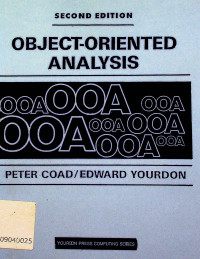 SECOND EDITION
OBJECT-ORIENTED
ANALYSIS
OOA OOA OOA
OOA OOA OOA
OOA OOA
PETER COAD/EDWARD YOURDON
09040025
YOURDON PRESS COMPUTING SERIES